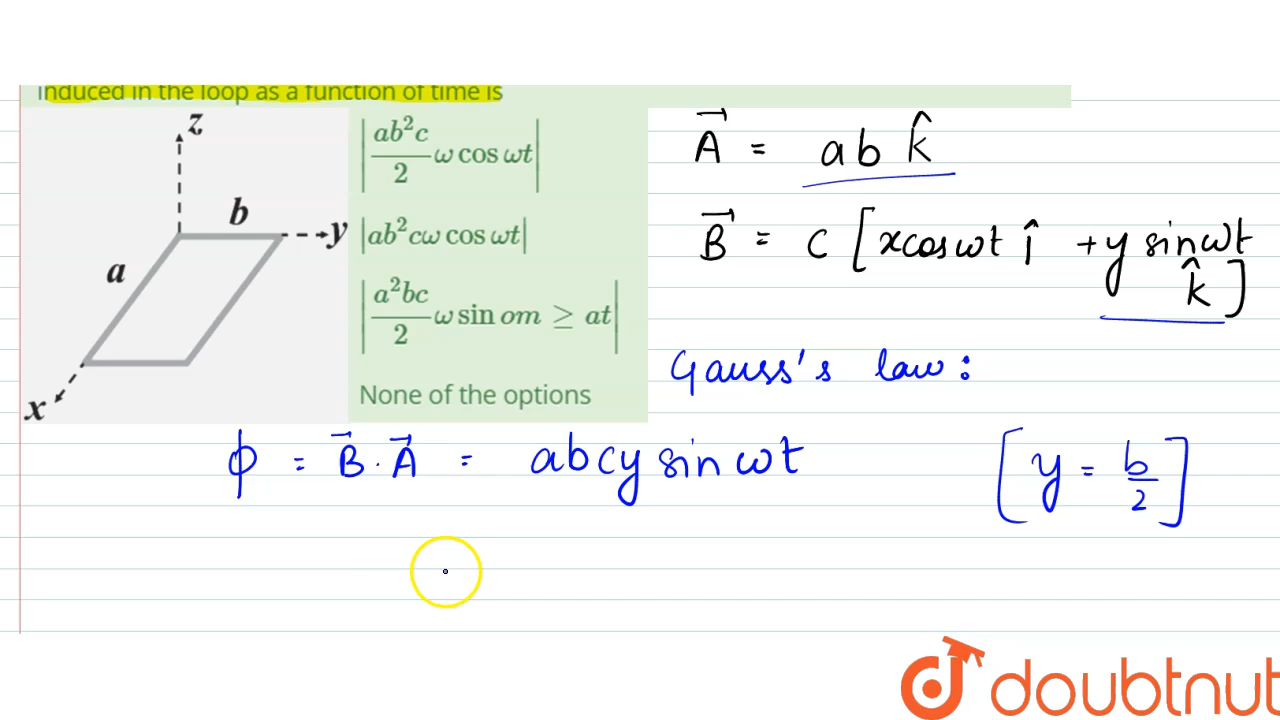 induced in the loop as a function of time is
z
b
y
a
x
|ab²c/2 ω cos ωt|
|ab²cω cos ωt|
|a²bc/2 ω sin om ≥ at|
None of the options
A⃗ = ab k̂
B⃗ = c [x cos ωt î + y sin ωt
k̂]
Gauss's law:
ϕ = B⃗ . A⃗ = abcy sin ωt [y = b/2]
doubtnut